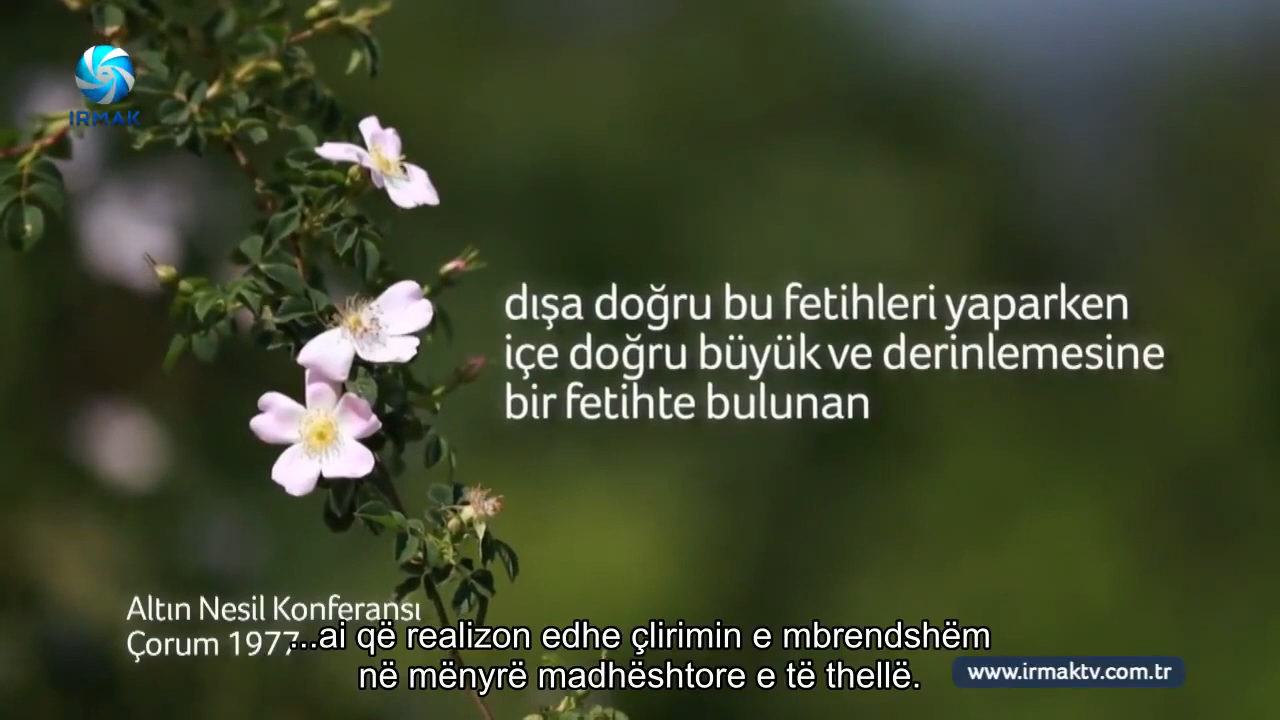 IRMAK
dışa doğru bu fetihleri yaparken
içe doğru büyük ve derinlemesine
bir fetihte bulunan
Altın Nesil Konferansı
Çorum 1977
...ai që realizon edhe çlirimin e mbrendshëm
në mënyrë madhështore e të thellë.
www.irmaktv.com.tr